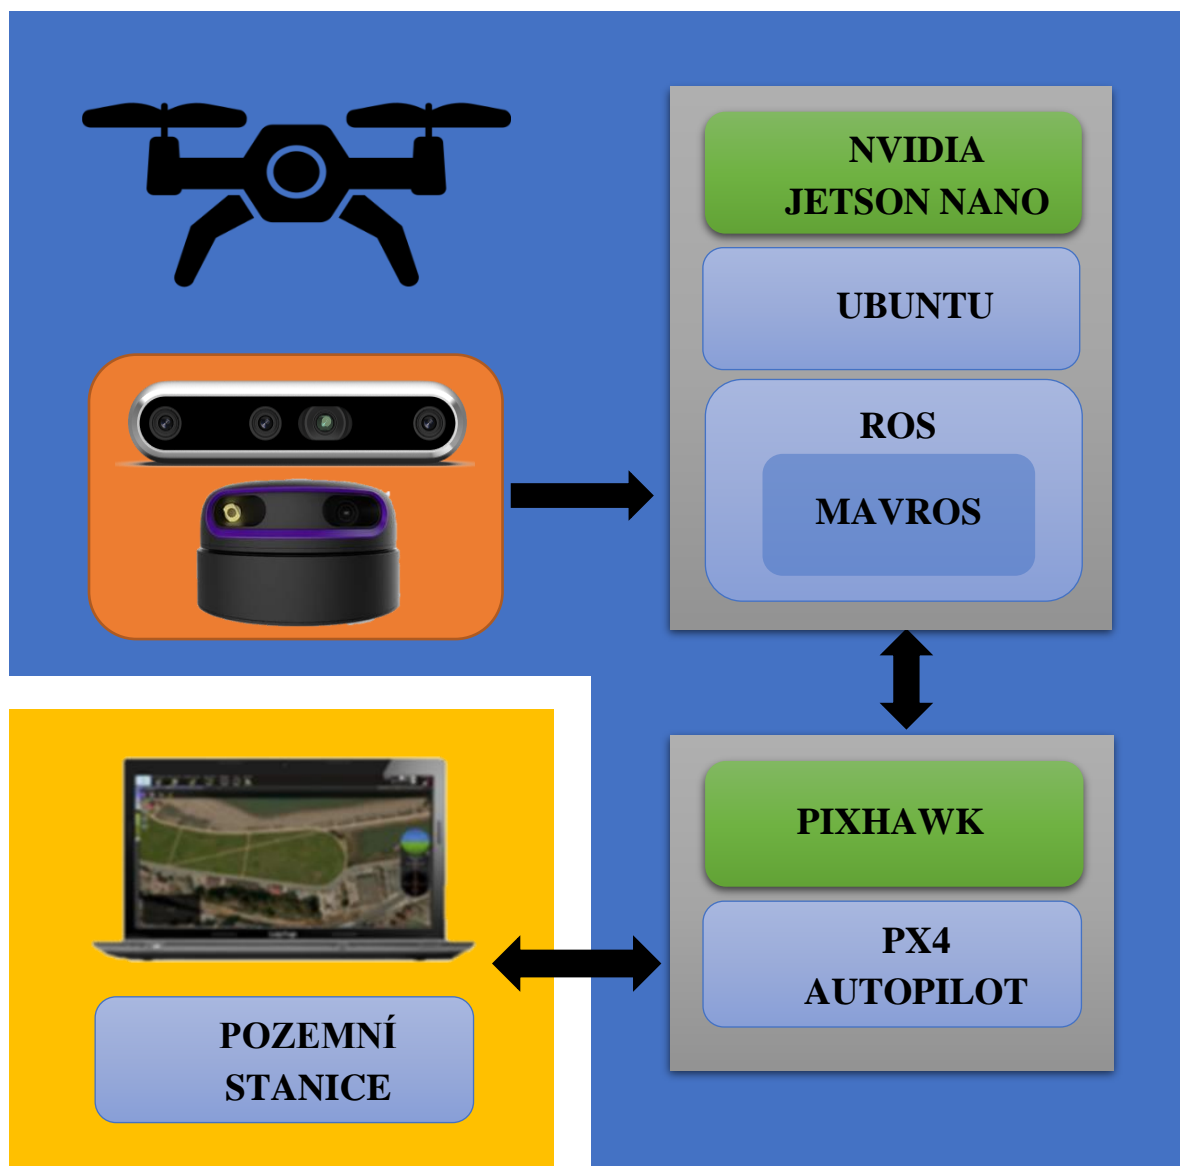 NVIDIA
JETSON NANO
UBUNTU
ROS
MAVROS
PIXHAWK
PX4
AUTOPILOT
POZEMNÍ
STANICE